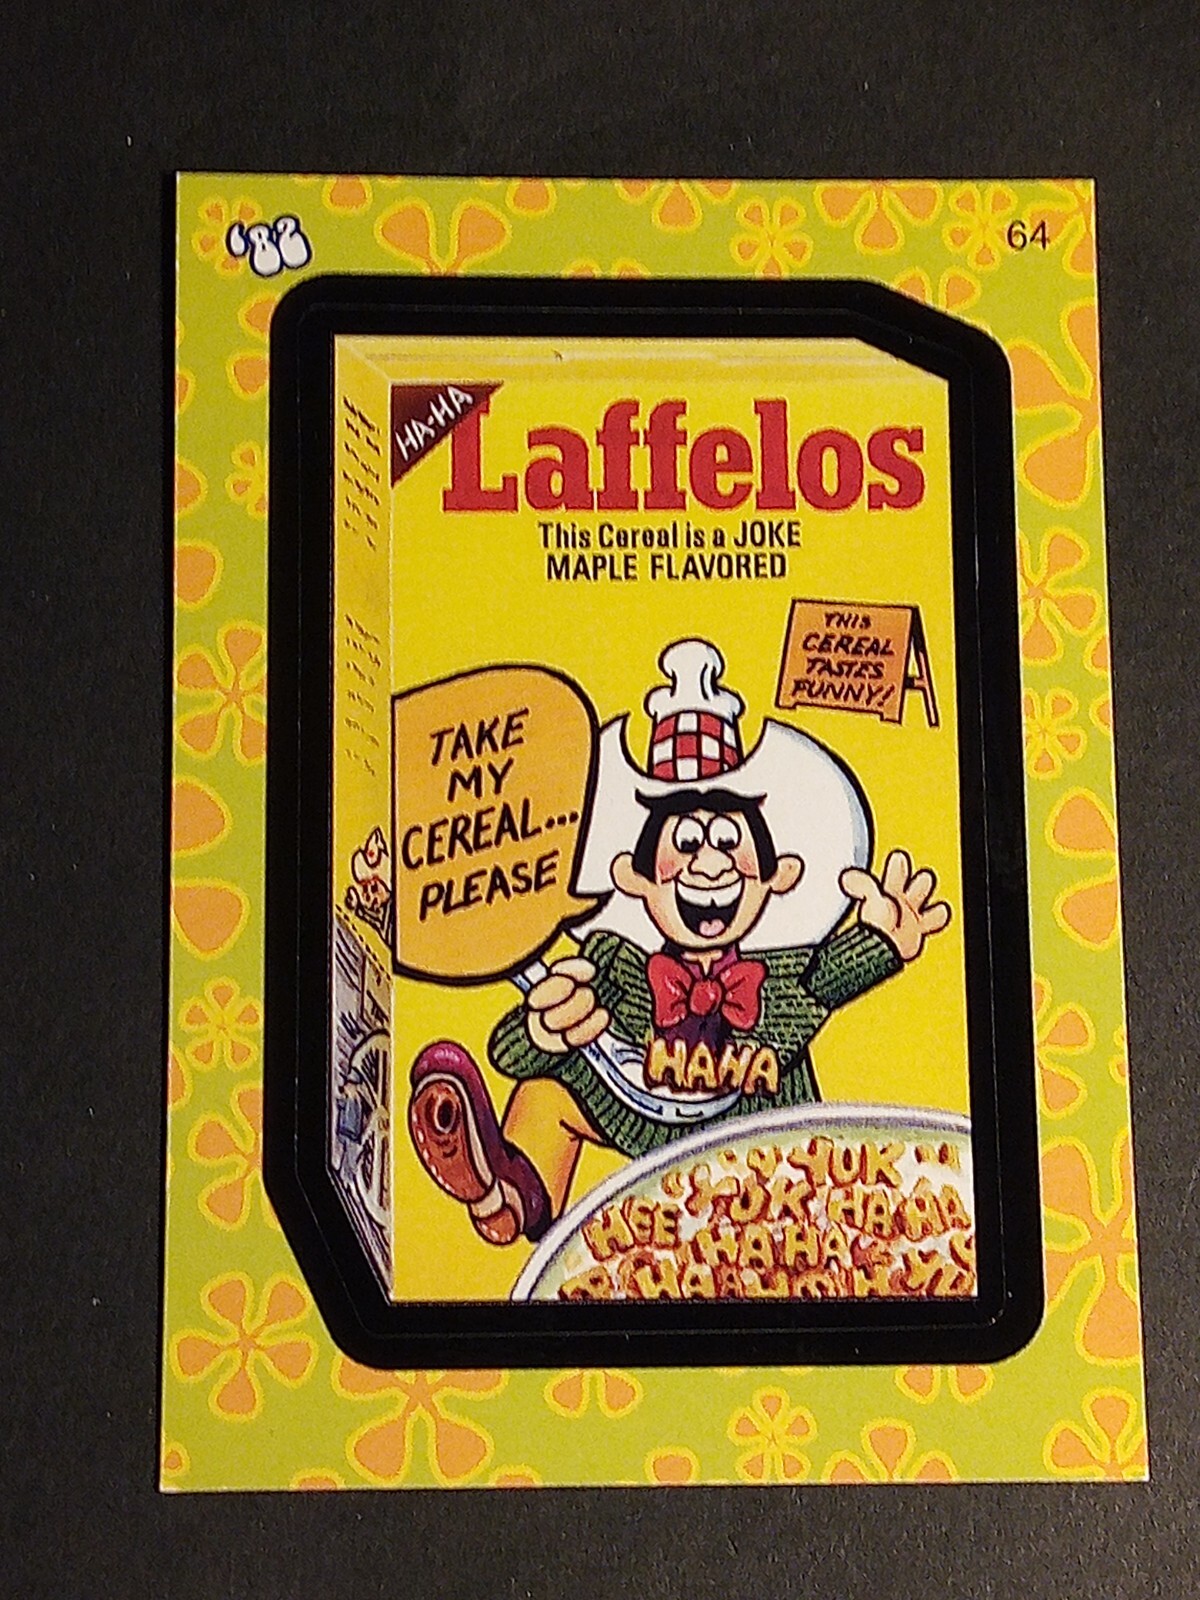 '82
64
HA-HA
Laffelos
This Cereal is a JOKE
MAPLE FLAVORED
THIS
CEREAL
TASTES
FUNNY!
TAKE
MY
CEREAL...
PLEASE
HAHA
YUK
HEE YUK HA HA
HA HA